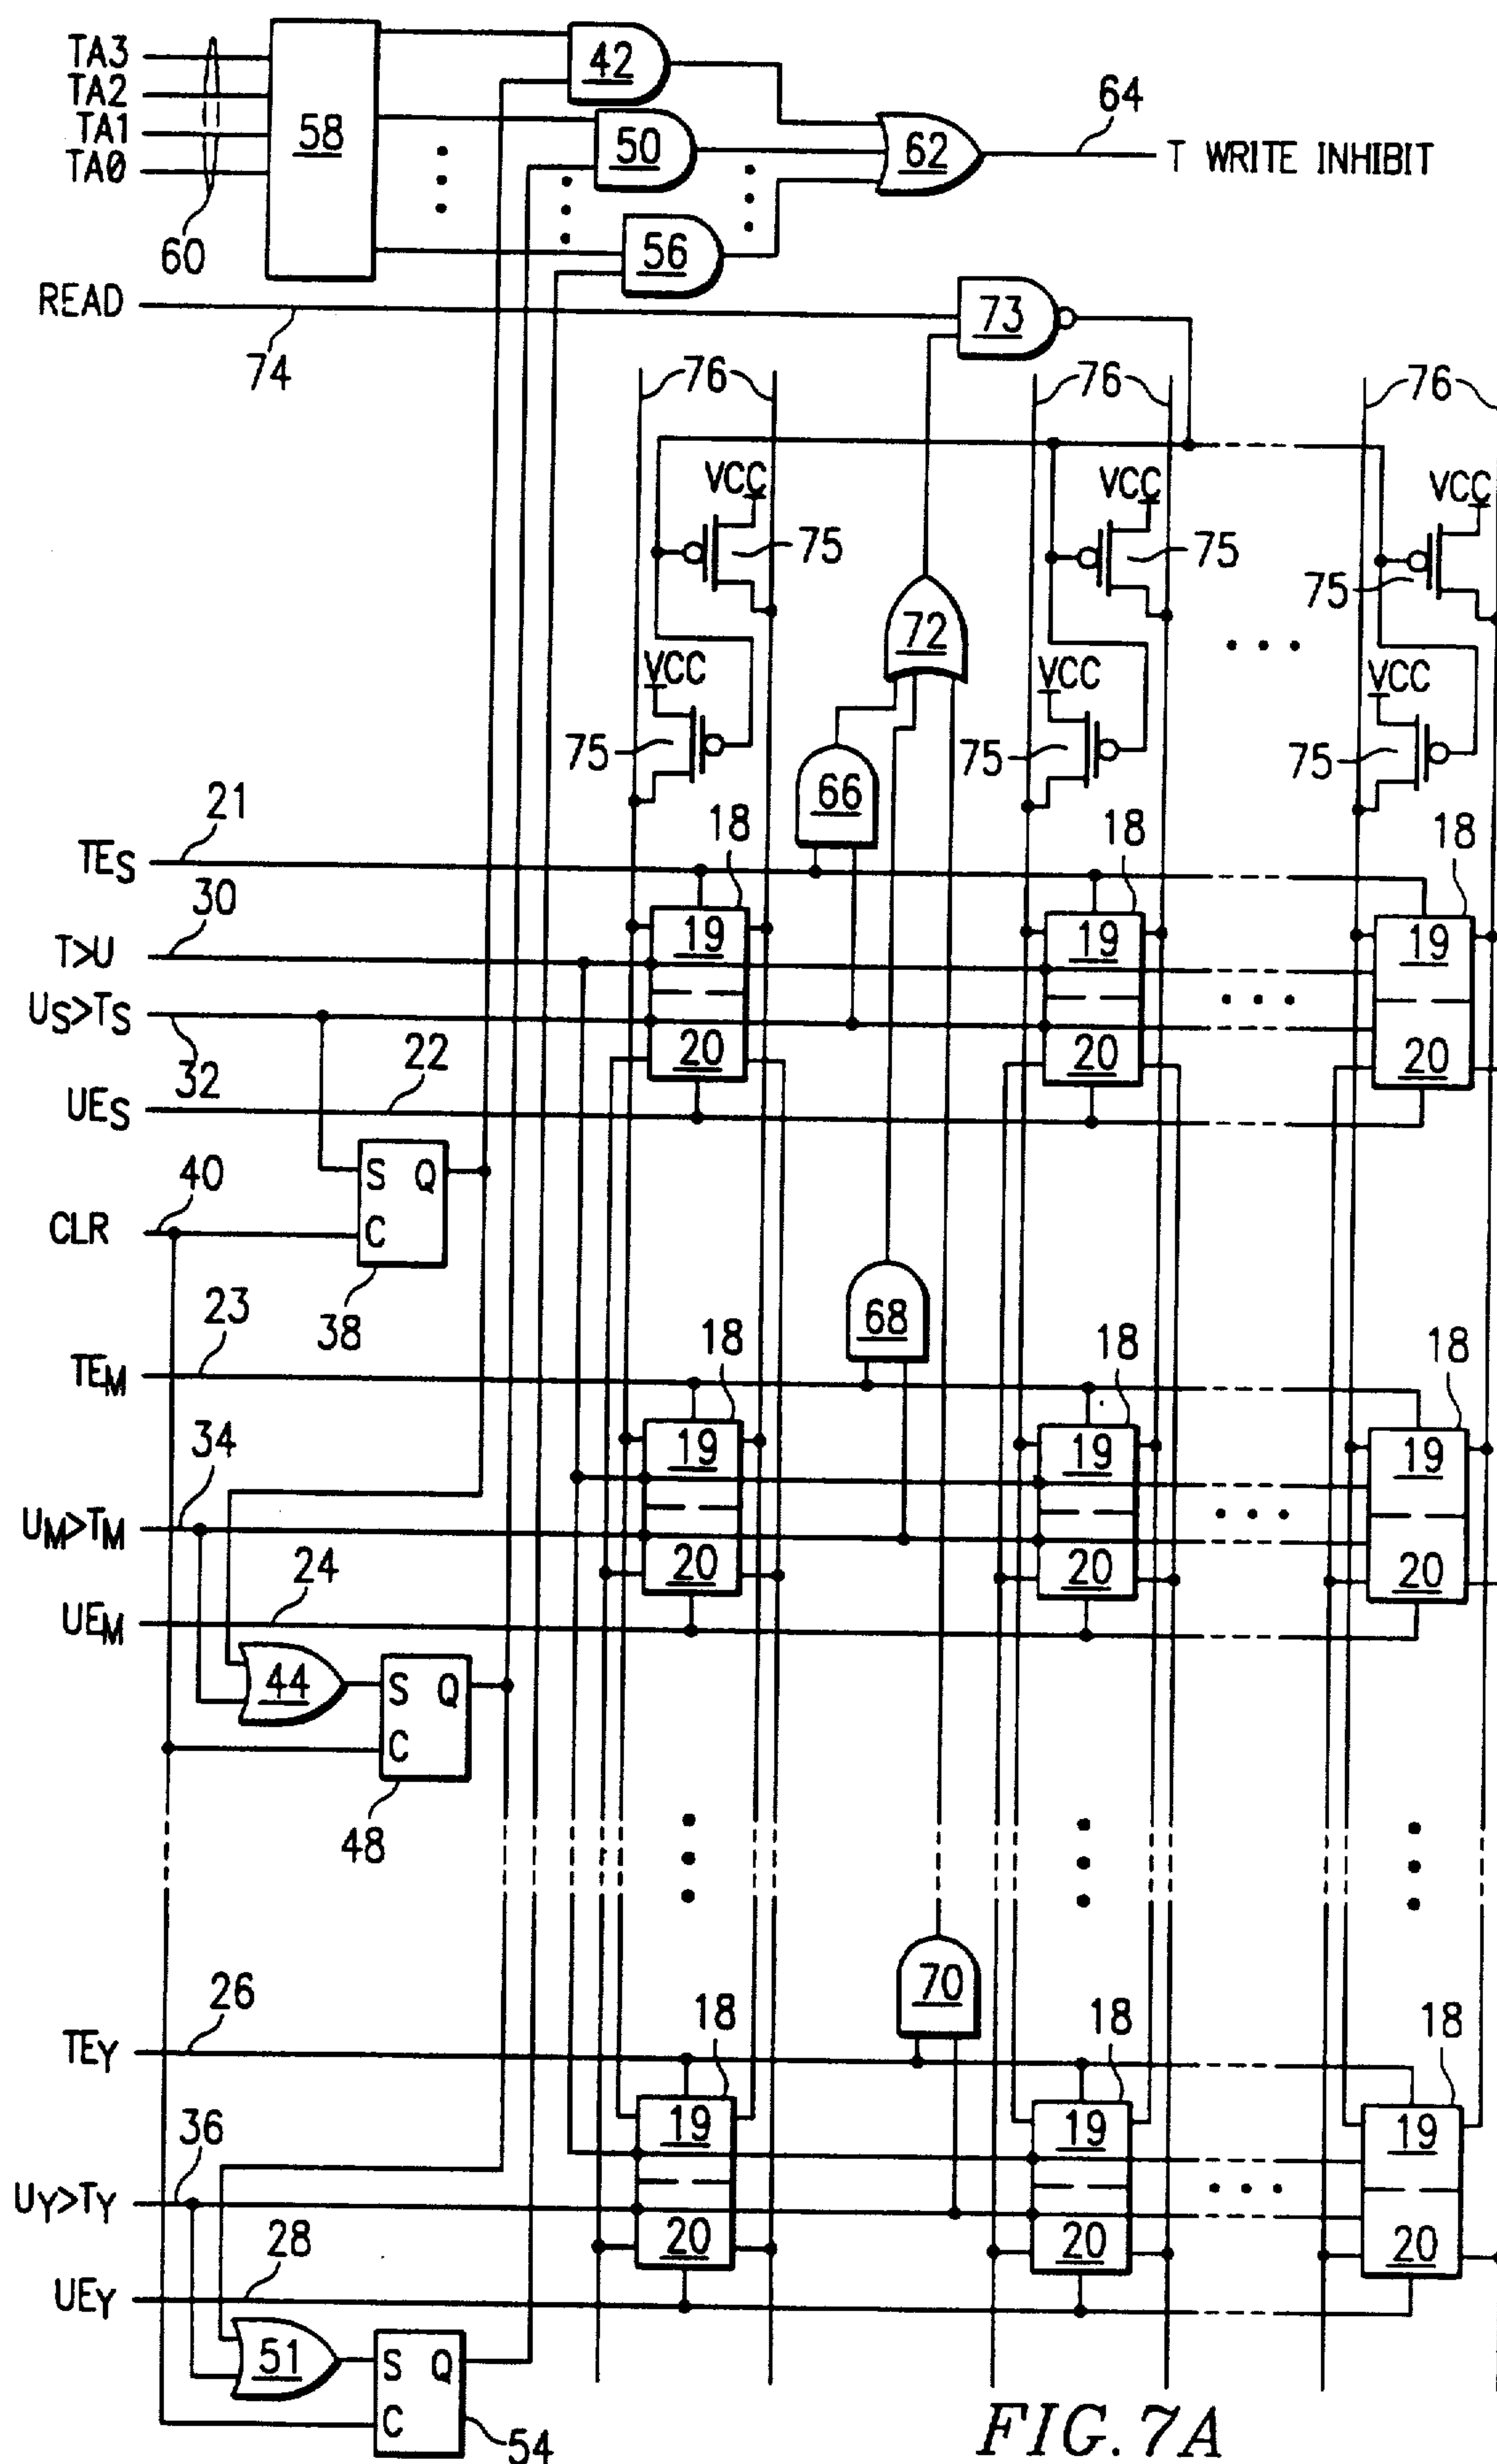 TA3
TA2
TA1
TA0
60
58
42
50
56
62
64
T WRITE INHIBIT
READ
74
73
76
76
76
VCC
75
VCC
75
VCC
75
72
VCC
75
VCC
75
VCC
75
66
TES
21
18
18
18
T>U
30
19
19
19
US>TS
32
20
20
20
UES
22
S Q
C
38
CLR
40
68
TEM
23
18
18
18
19
19
19
UM>TM
34
20
20
20
UEM
24
44
S Q
C
48
70
TEY
26
18
18
18
19
19
19
UY>TY
36
20
20
20
UEY
28
51
S Q
C
54
FIG. 7A